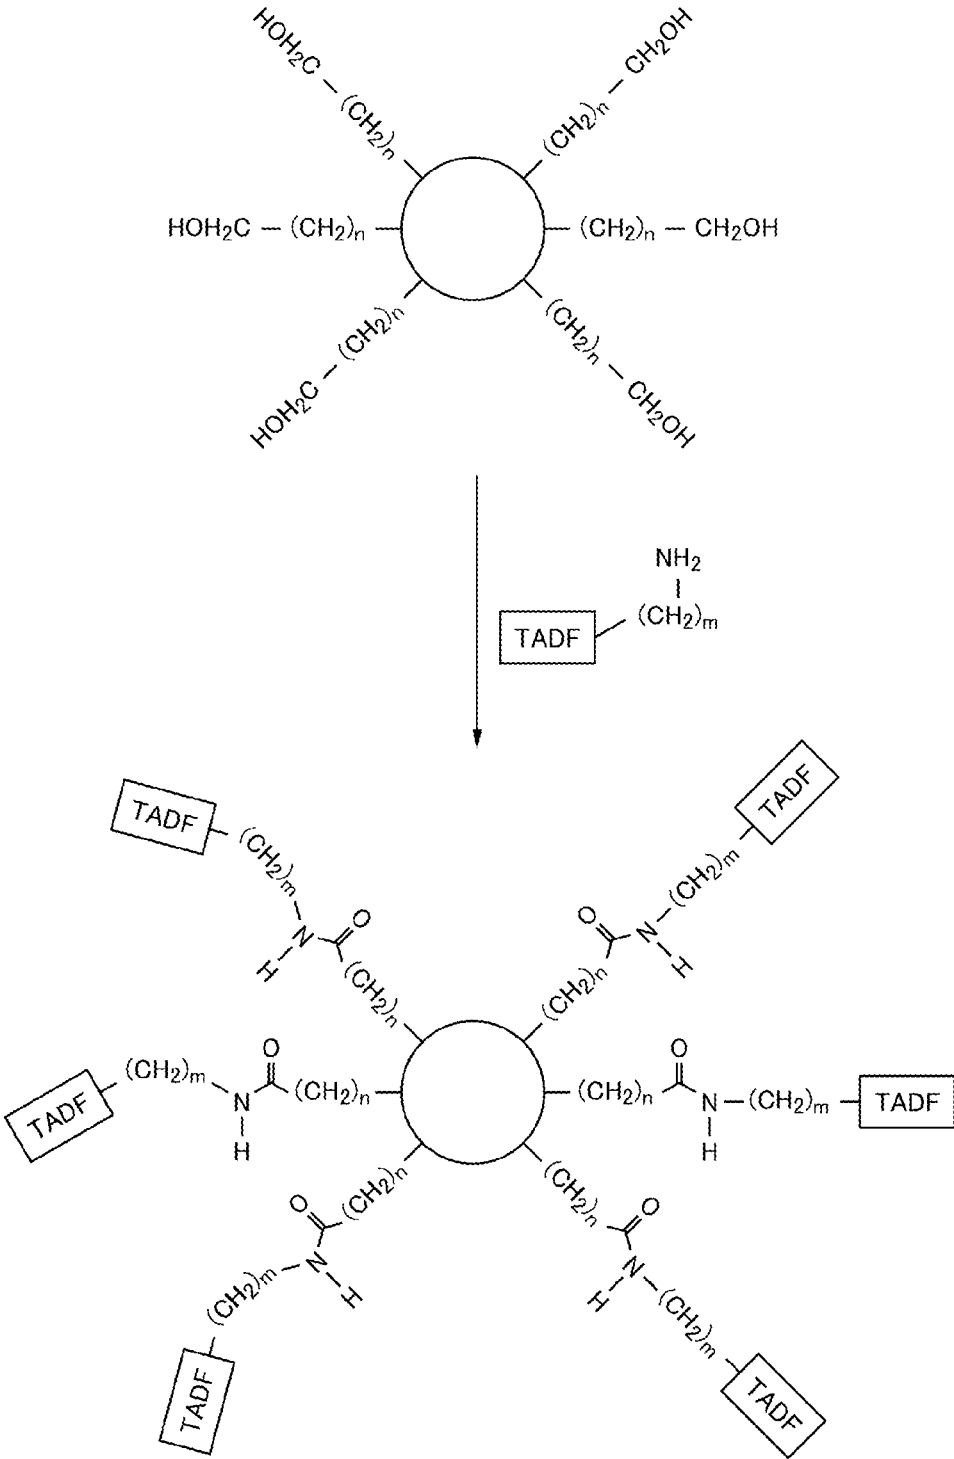 HOH2C
CH2OH
(CH2)n
(CH2)n
HOH2C — (CH2)n
(CH2)n — CH2OH
(CH2)n
(CH2)n
HOH2C
CH2OH
NH2
(CH2)m
TADF
TADF
TADF
(CH2)m
(CH2)m
O
O
N
N
H
H
(CH2)n
(CH2)n
O
O
(CH2)m
(CH2)n
(CH2)n
N
N
(CH2)m
TADF
TADF
H
H
(CH2)n
(CH2)n
O
O
N
N
H
H
(CH2)m
(CH2)m
TADF
TADF